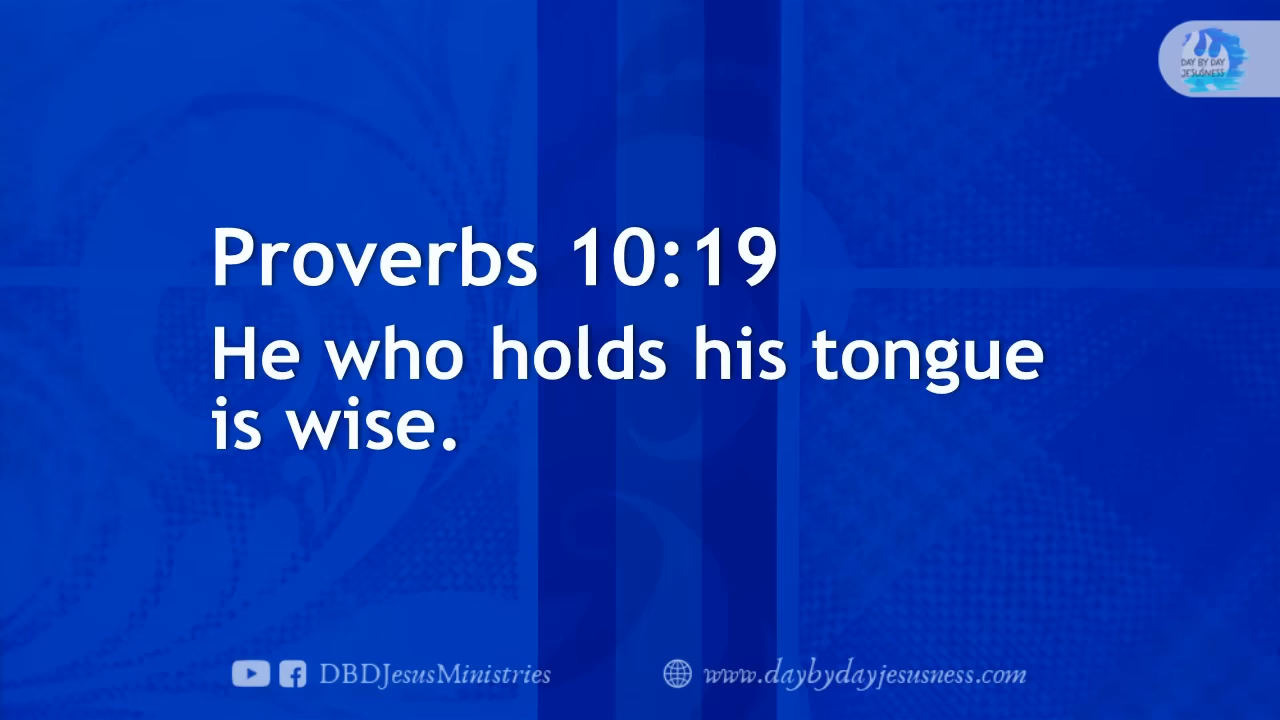 DAY BY DAY
JESUSNESS
Proverbs 10:19
He who holds his tongue
is wise.
DBDJesusMinistries
www.daybydayjesusness.com